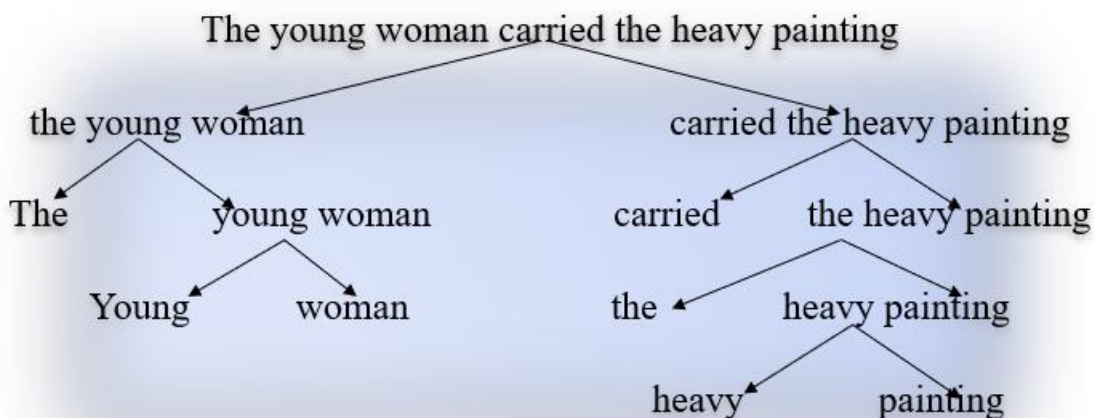 The young woman carried the heavy painting
the young woman carried the heavy painting
The young woman carried the heavy painting
Young woman the heavy painting
heavy painting